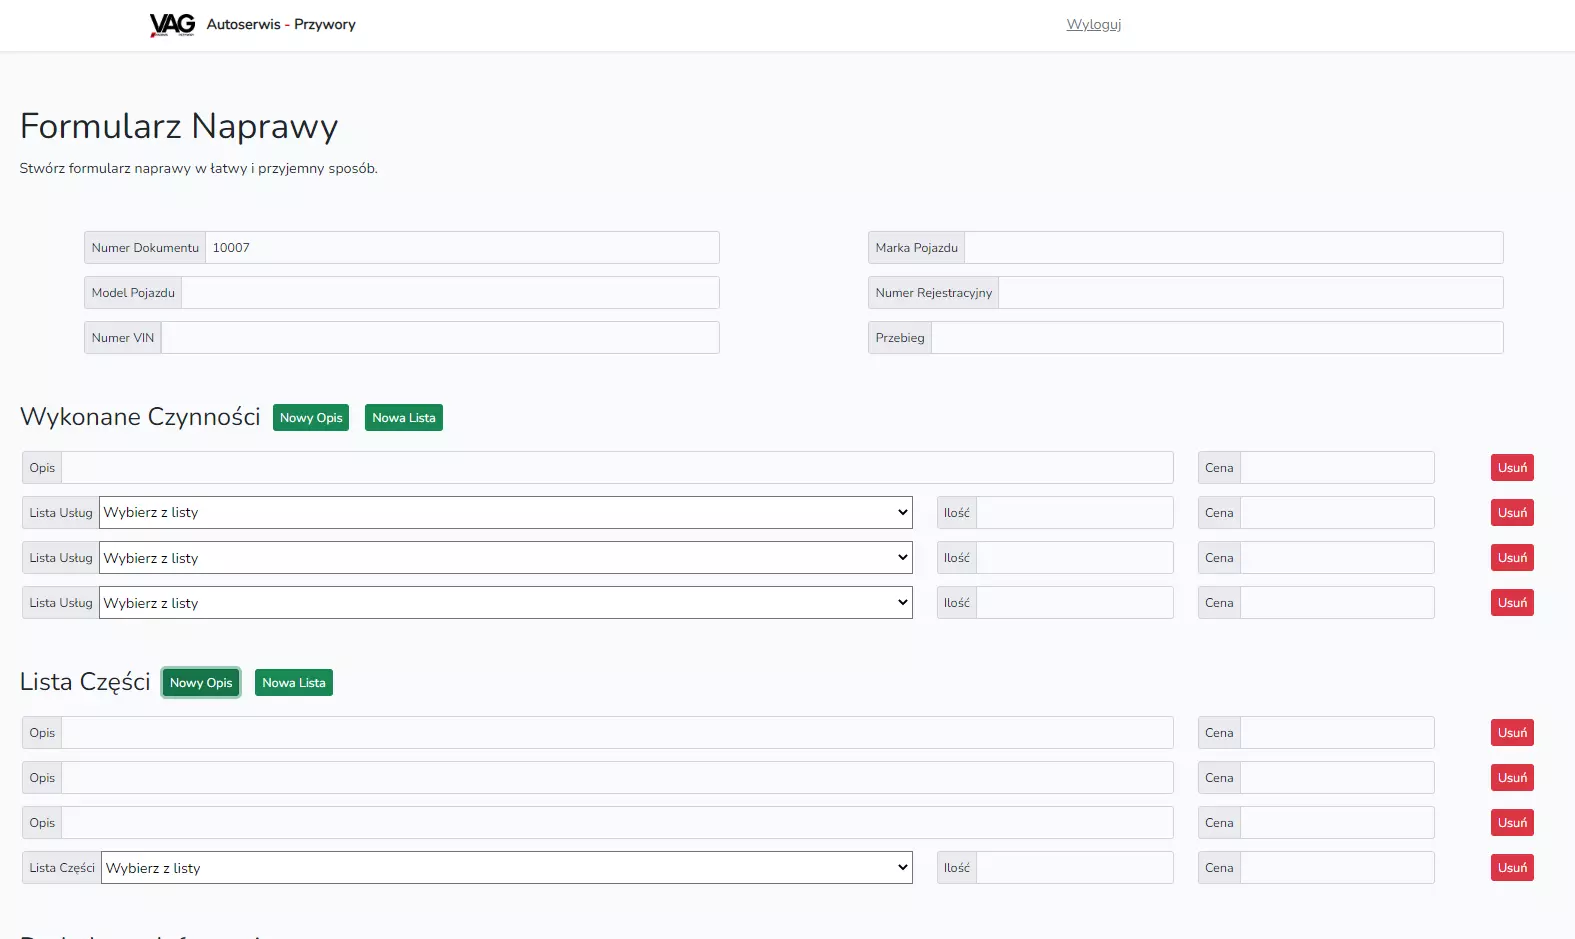 VAG Autoserwis - Przywory
Wyloguj
Formularz Naprawy
Stwórz formularz naprawy w łatwy i przyjemny sposób.
Numer Dokumentu 10007 Marka Pojazdu
Model Pojazdu Numer Rejestracyjny
Numer VIN Przebieg
Wykonane Czynności Nowy Opis Nowa Lista
Opis Cena Usuń
Lista Usług Wybierz z listy Ilość Cena Usuń
Lista Usług Wybierz z listy Ilość Cena Usuń
Lista Usług Wybierz z listy Ilość Cena Usuń
Lista Części Nowy Opis Nowa Lista
Opis Cena Usuń
Opis Cena Usuń
Opis Cena Usuń
Lista Części Wybierz z listy Ilość Cena Usuń